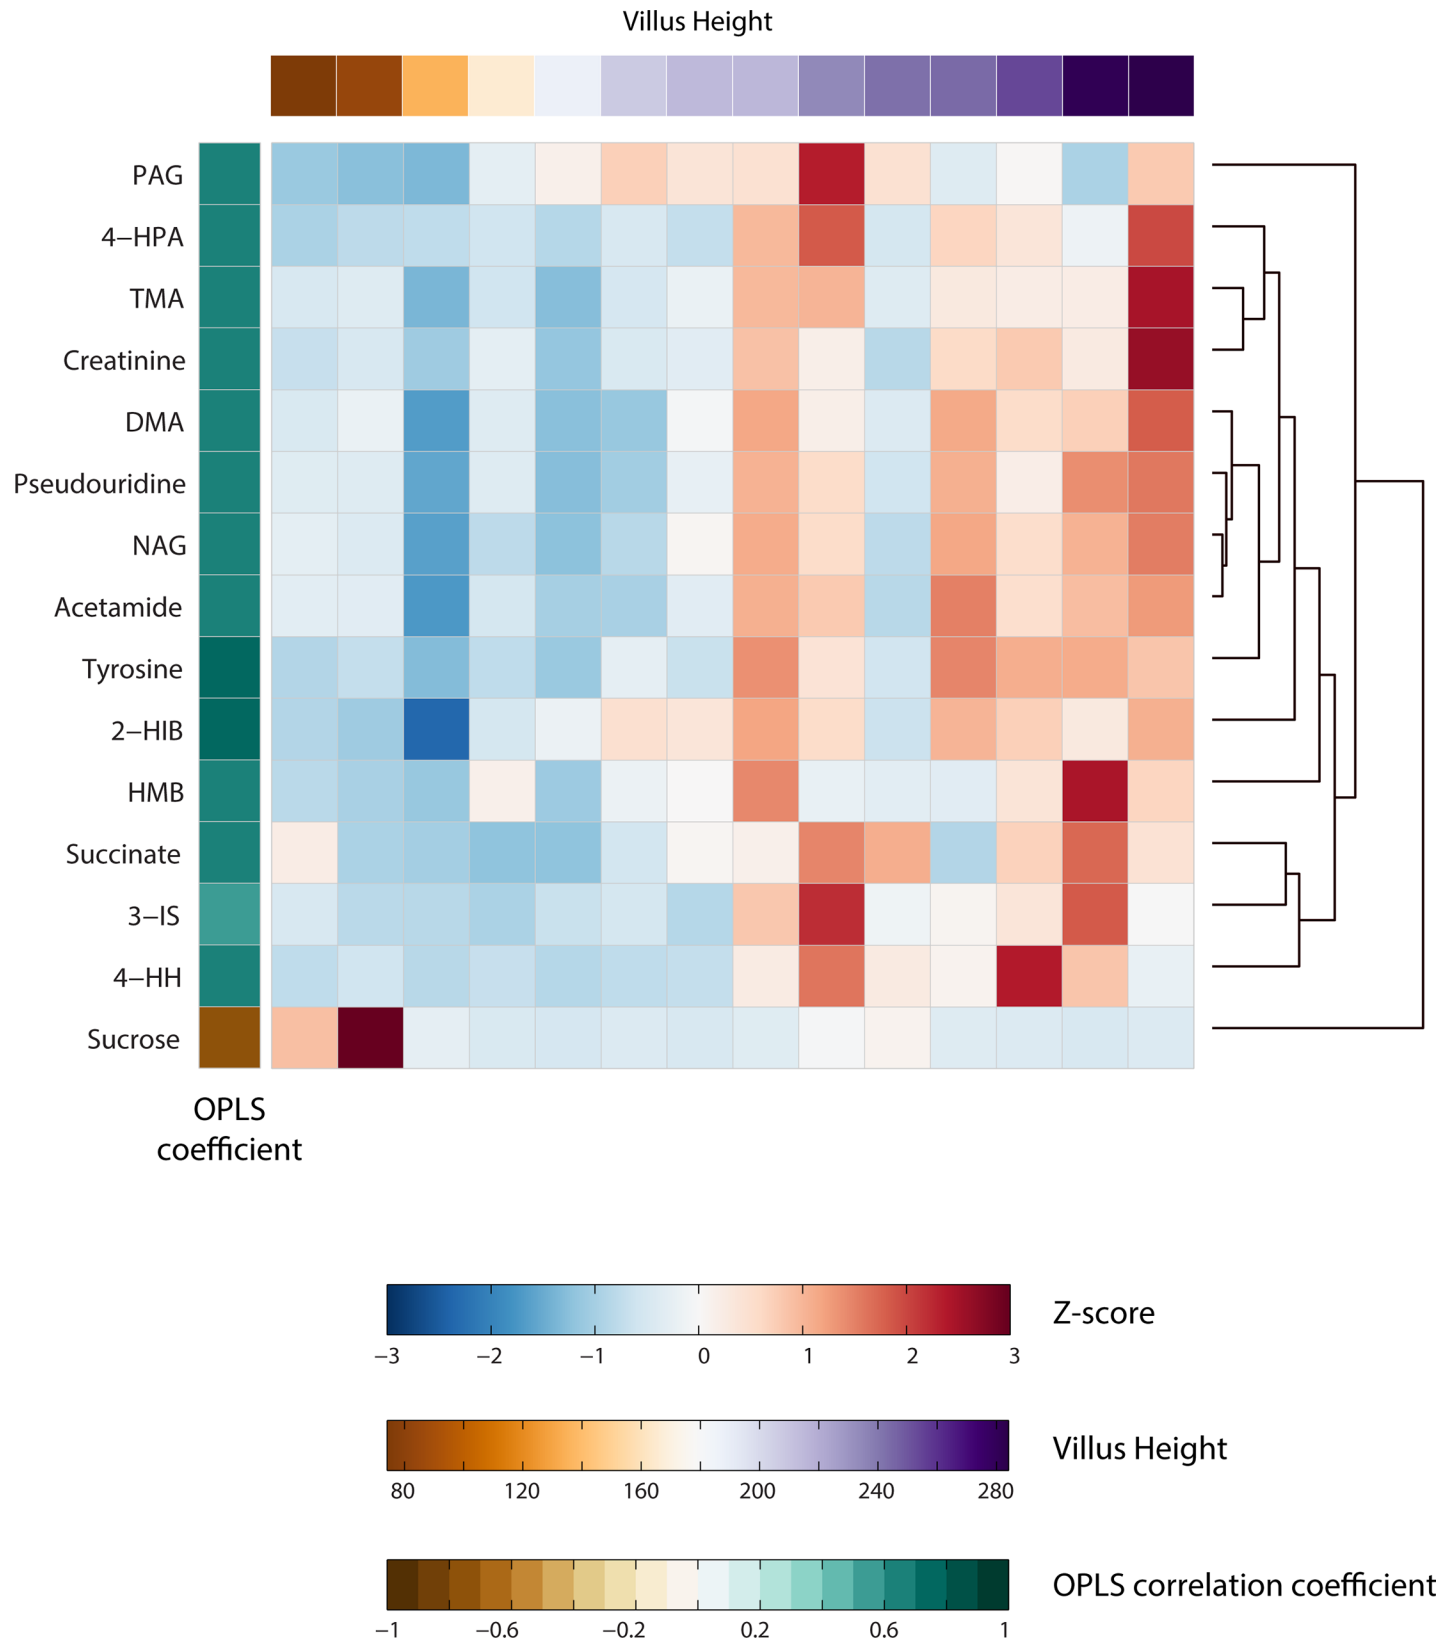 Villus Height
PAG
4−HPA
TMA
Creatinine
DMA
Pseudouridine
NAG
Acetamide
Tyrosine
2−HIB
HMB
Succinate
3−IS
4−HH
Sucrose
OPLS
coefficient
Z-score
−3 −2 −1 0 1 2 3
Villus Height
80 120 160 200 240 280
OPLS correlation coefficient
−1 −0.6 −0.2 0.2 0.6 1